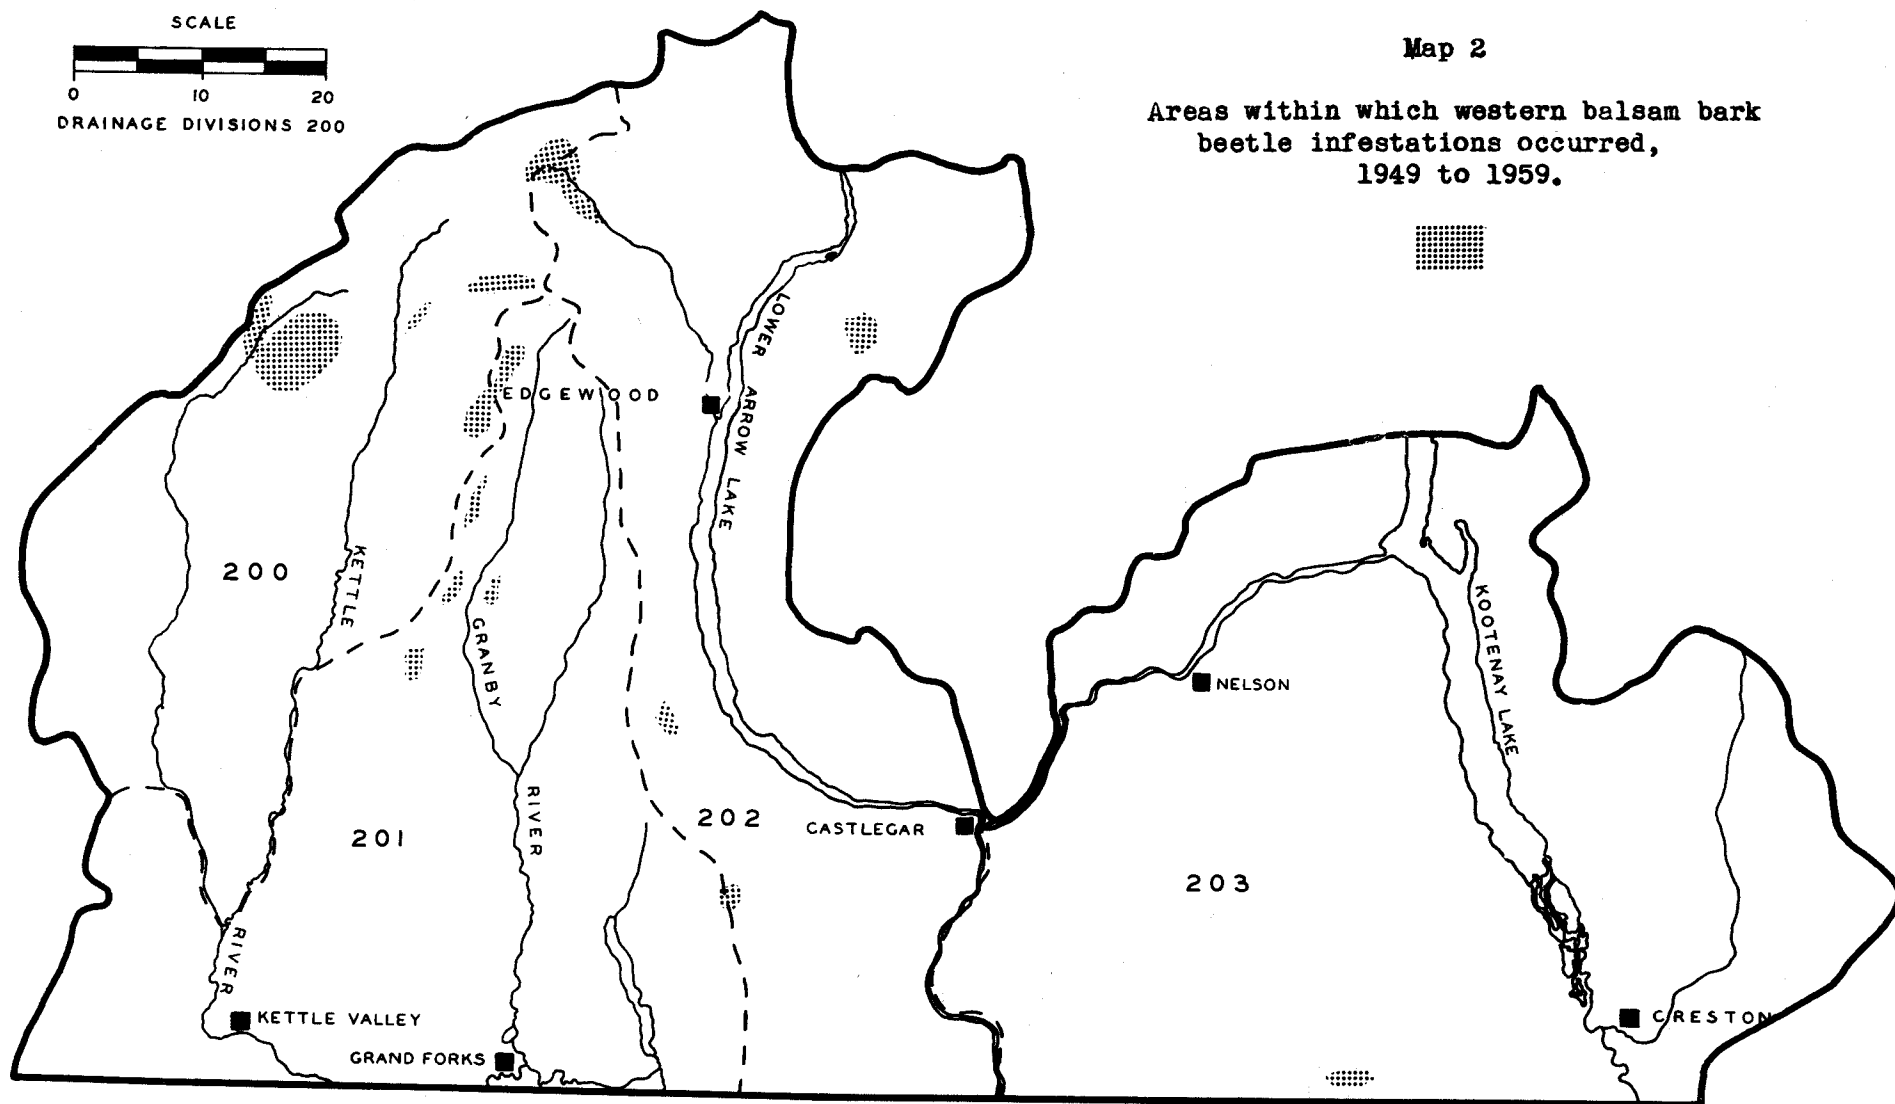 SCALE
0 10 20
DRAINAGE DIVISIONS 200
Map 2
Areas within which western balsam bark
beetle infestations occurred,
1949 to 1959.
LOWER ARROW LAKE
EDGEWOOD
200
KETTLE
GRANBY
KOOTENAY LAKE
NELSON
RIVER
201
202
CASTLEGAR
203
RIVER
KETTLE VALLEY
GRAND FORKS
CRESTON